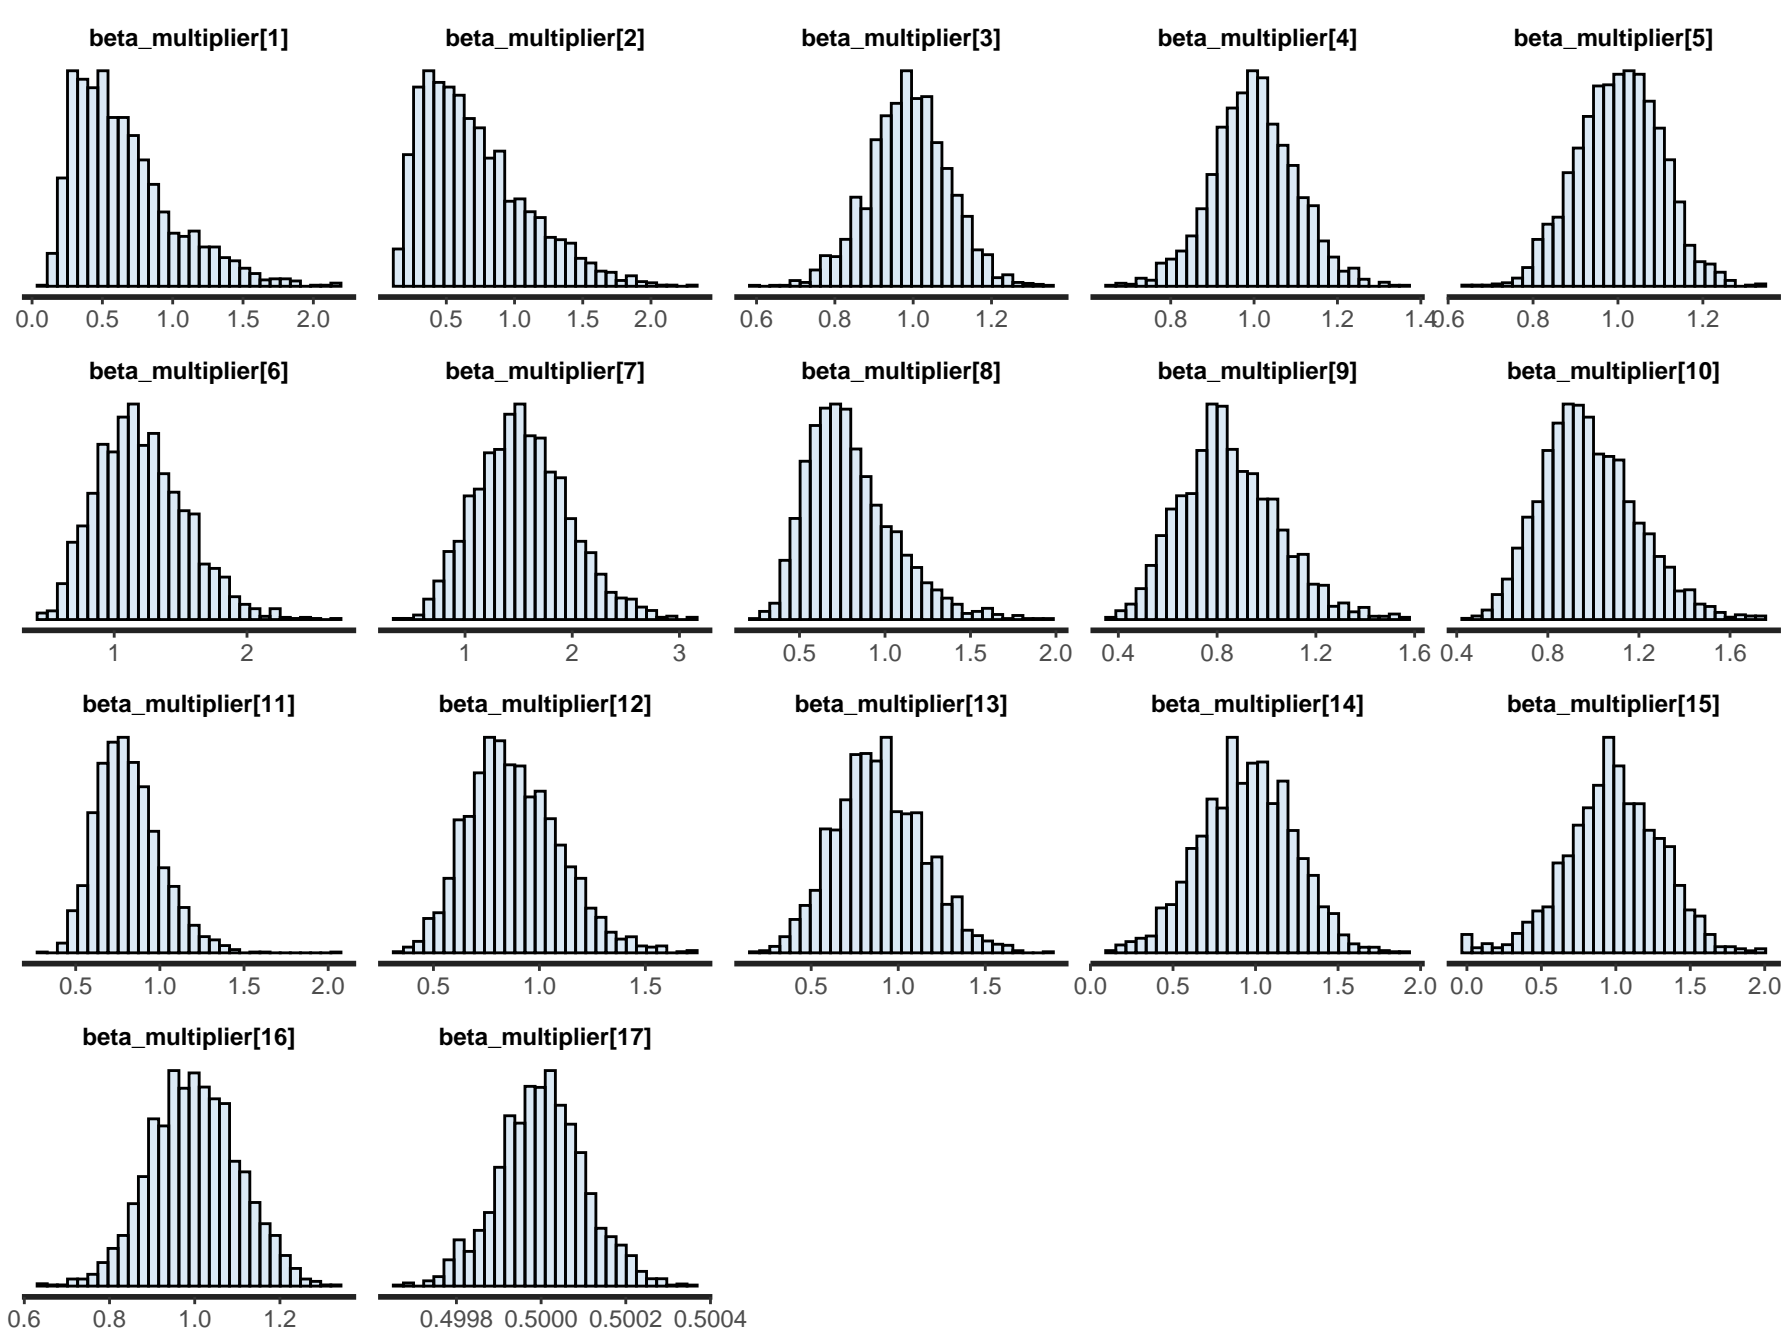 beta_multiplier[1] beta_multiplier[2] beta_multiplier[3] beta_multiplier[4] beta_multiplier[5]
0.0 0.5 1.0 1.5 2.0 0.5 1.0 1.5 2.0 0.6 0.8 1.0 1.2 0.8 1.0 1.2 1.4 0.6 0.8 1.0 1.2
beta_multiplier[6] beta_multiplier[7] beta_multiplier[8] beta_multiplier[9] beta_multiplier[10]
1 2 1 2 3 0.5 1.0 1.5 2.0 0.4 0.8 1.2 1.6 0.4 0.8 1.2 1.6
beta_multiplier[11] beta_multiplier[12] beta_multiplier[13] beta_multiplier[14] beta_multiplier[15]
0.5 1.0 1.5 2.0 0.5 1.0 1.5 0.5 1.0 1.5 0.0 0.5 1.0 1.5 2.0 0.0 0.5 1.0 1.5 2.0
beta_multiplier[16] beta_multiplier[17]
0.6 0.8 1.0 1.2 0.4998 0.5000 0.5002 0.5004